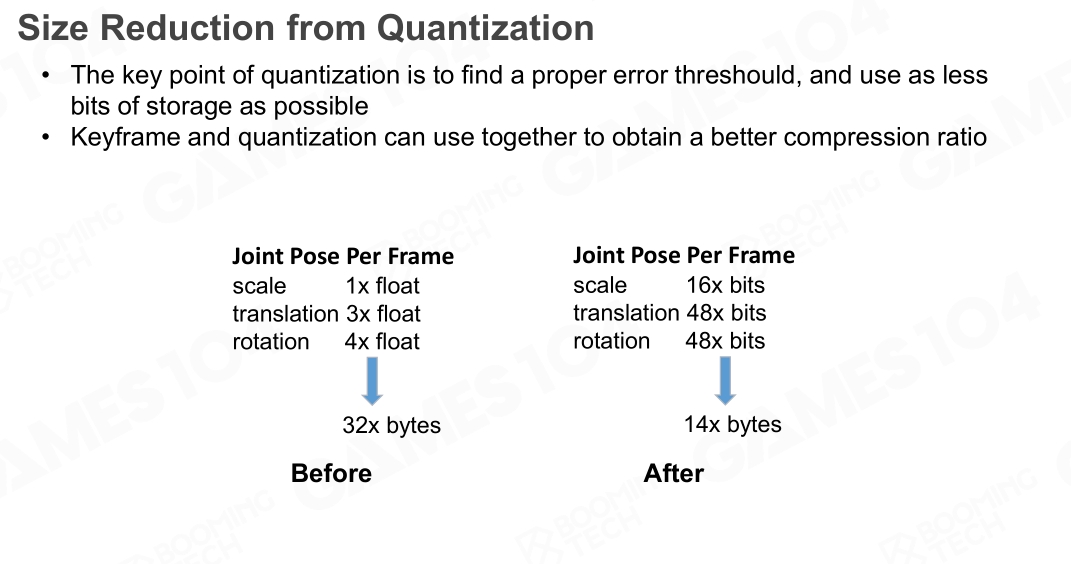 Size Reduction from Quantization
• The key point of quantization is to find a proper error threshould, and use as less
bits of storage as possible
• Keyframe and quantization can use together to obtain a better compression ratio
Joint Pose Per Frame
scale 1x float
translation 3x float
rotation 4x float
32x bytes
Before
Joint Pose Per Frame
scale 16x bits
translation 48x bits
rotation 48x bits
14x bytes
After
GAMES104
BOOMING
TECH